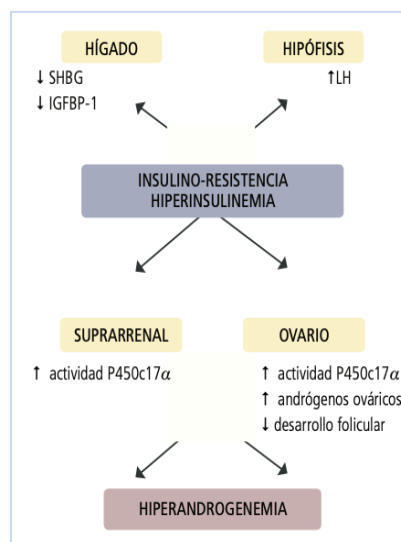 HÍGADO
↓ SHBG
↓ IGFBP-1
HIPÓFISIS
↑LH
INSULINO-RESISTENCIA
HIPERINSULINEMIA
SUPRARRENAL
↑ actividad P450c17α
OVARIO
↑ actividad P450c17α
↑ andrógenos ováricos
↓ desarrollo folicular
HIPERANDROGENEMIA